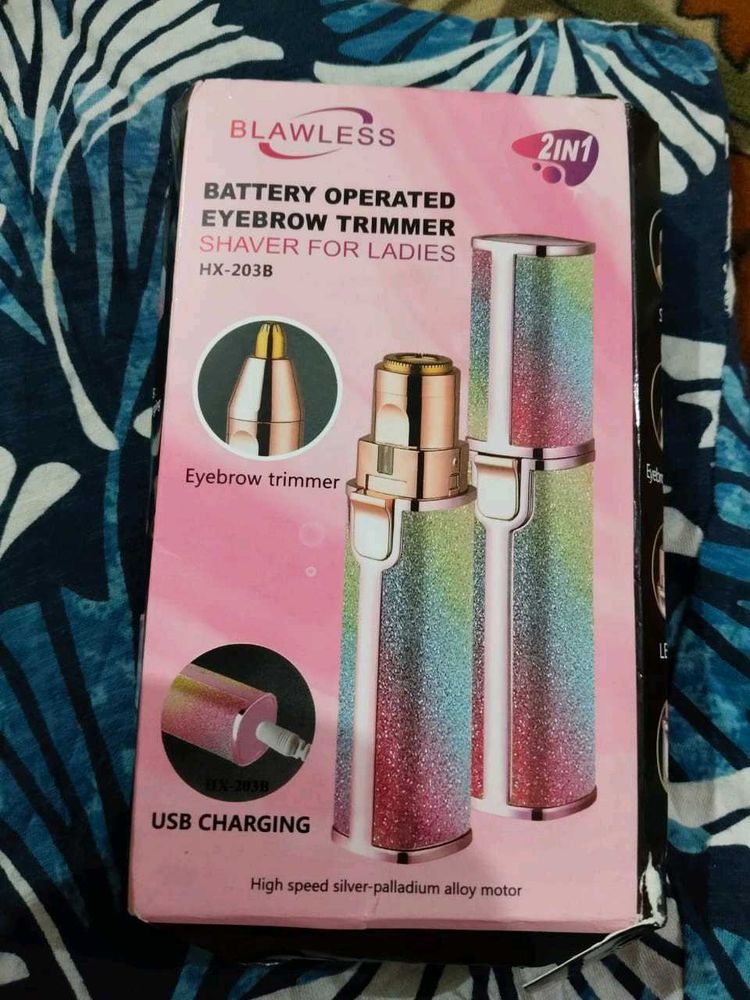 BLAWLESS
2IN1
BATTERY OPERATED
EYEBROW TRIMMER
SHAVER FOR LADIES
HX-203B
Eyebrow trimmer
HX-203B
USB CHARGING
High speed silver-palladium alloy motor